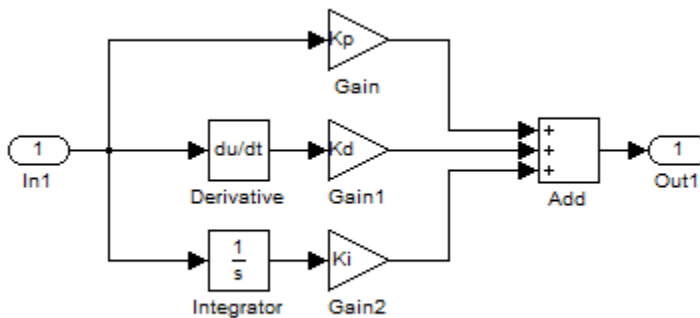 Kp
Gain
1
In1
du/dt
Derivative
Kd
Gain1
+
+
+
Add
1
Out1
1
s
Integrator
Ki
Gain2